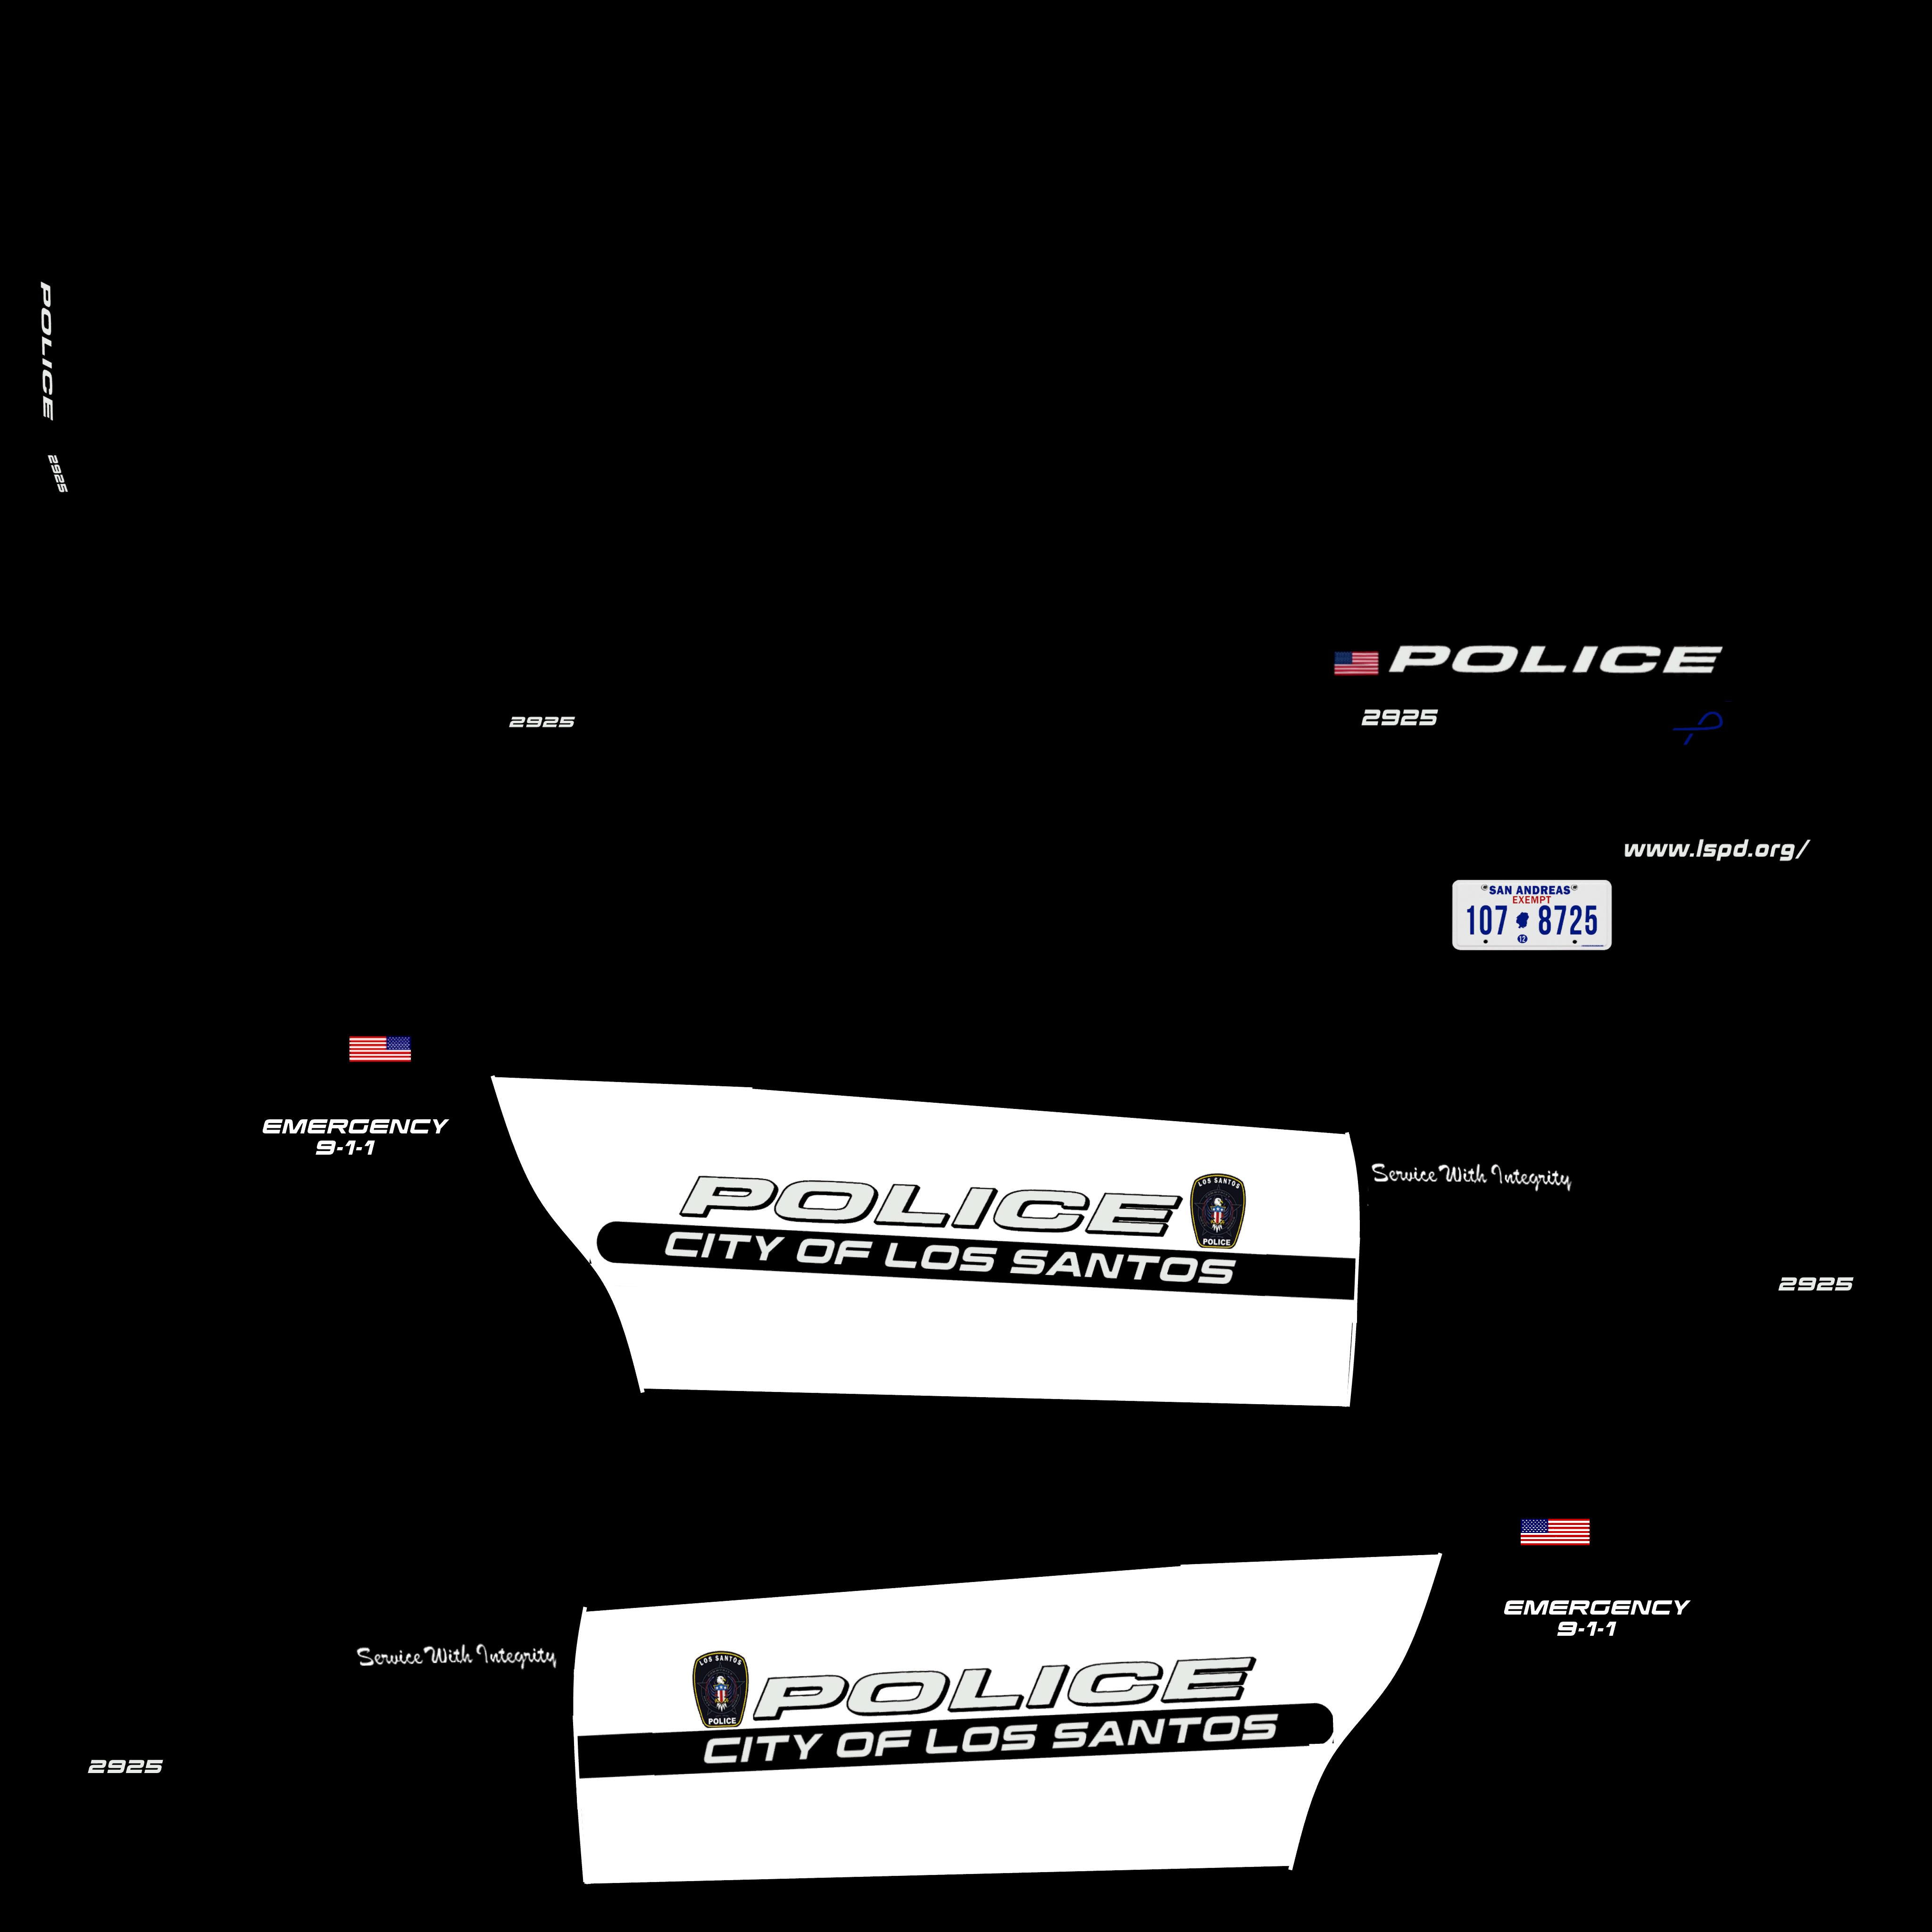 POLICE
2925
POLICE
2925
2925
www.lspd.org/
SAN ANDREAS
EXEMPT
107 8725
12
EMERGENCY
9-1-1
POLICE
LOS SANTOS
POLICE
CITY OF LOS SANTOS
Service With Integrity
2925
EMERGENCY
9-1-1
Service With Integrity
LOS SANTOS
POLICE
POLICE
CITY OF LOS SANTOS
2925